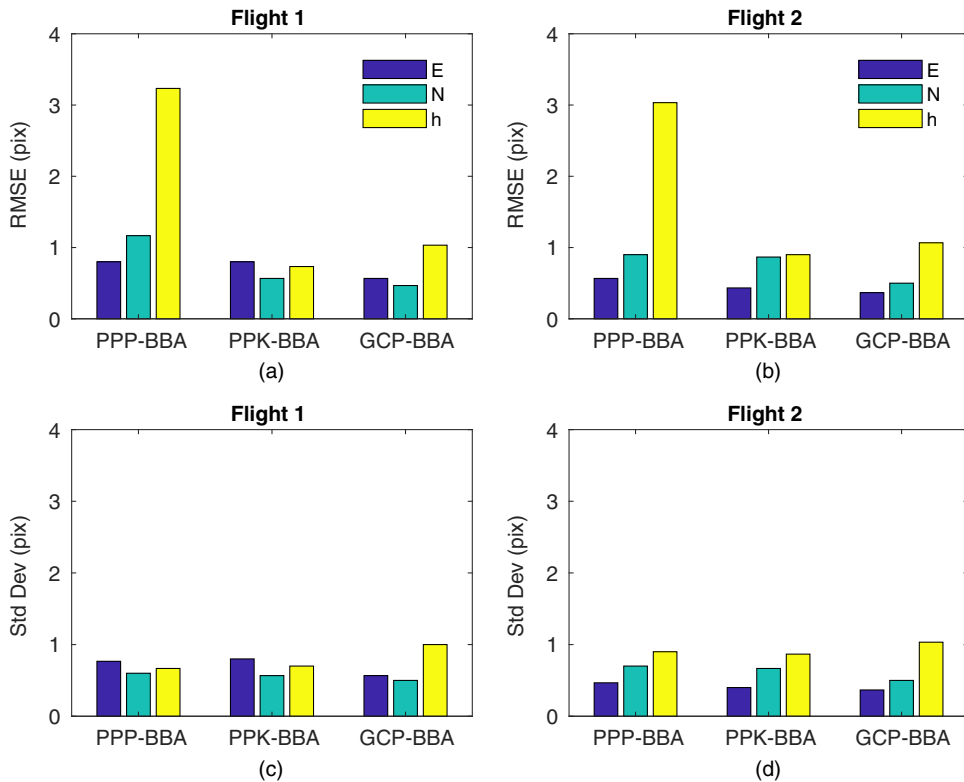 Flight 1
4
3
2
1
0
RMSE (pix)
E
N
h
PPP-BBA PPK-BBA GCP-BBA
(a)
Flight 2
4
3
2
1
0
RMSE (pix)
E
N
h
PPP-BBA PPK-BBA GCP-BBA
(b)
Flight 1
4
3
2
1
0
Std Dev (pix)
PPP-BBA PPK-BBA GCP-BBA
(c)
Flight 2
4
3
2
1
0
Std Dev (pix)
PPP-BBA PPK-BBA GCP-BBA
(d)